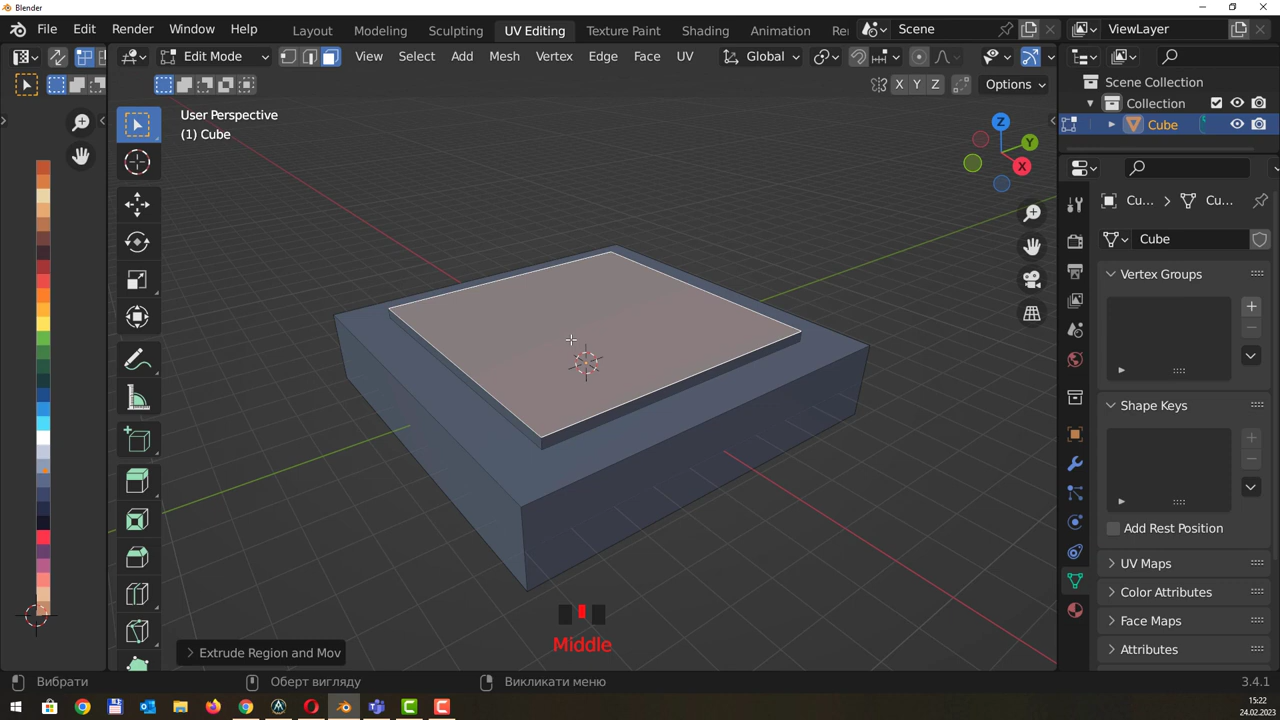 Blender
File Edit Render Window Help Layout Modeling Sculpting UV Editing Texture Paint Shading Animation Re Scene ViewLayer
Edit Mode View Select Add Mesh Vertex Edge Face UV Global
X Y Z Options
User Perspective
(1) Cube
Z
Y
X
Scene Collection
Collection
Cube
Cu... Cu...
Cube
Vertex Groups
Shape Keys
Add Rest Position
UV Maps
Color Attributes
Face Maps
Attributes
Middle
Extrude Region and Mov
Вибрати Оберт вигляду Викликати меню 3.4.1
15:22
24.02.2023